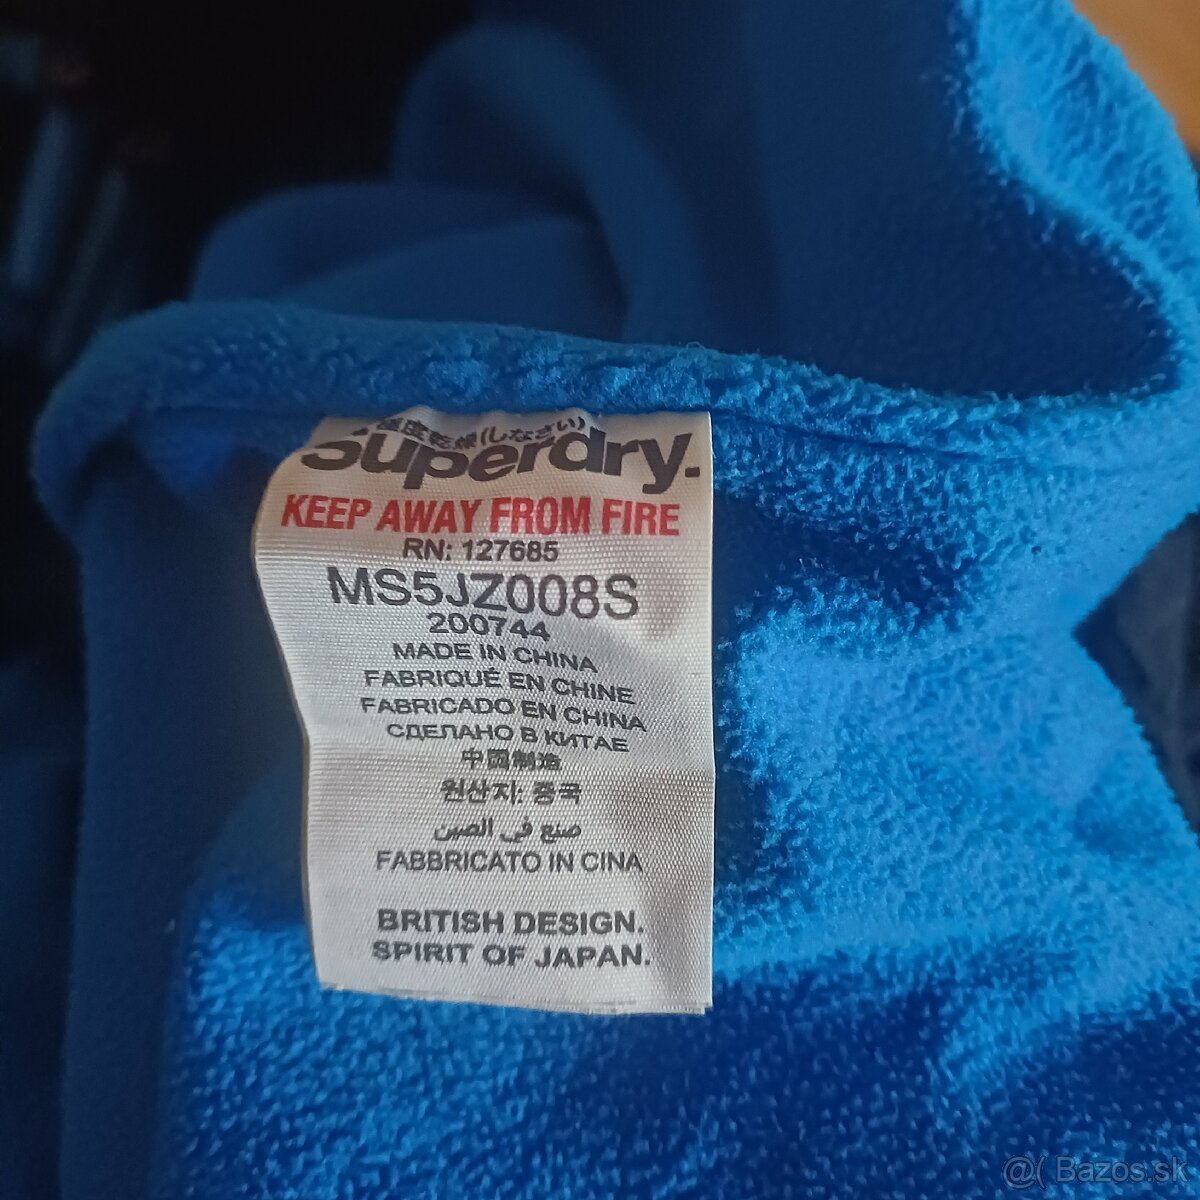 極度乾燥(しなさい)
Superdry.
KEEP AWAY FROM FIRE
RN: 127685
MS5JZ008S
200744
MADE IN CHINA
FABRIQUÉ EN CHINE
FABRICADO EN CHINA
СДЕЛАНО В КИТАЕ
中国制造
원산지: 중국
صنع في الصين
FABBRICATO IN CINA
BRITISH DESIGN.
SPIRIT OF JAPAN.
@( Bazos.sk